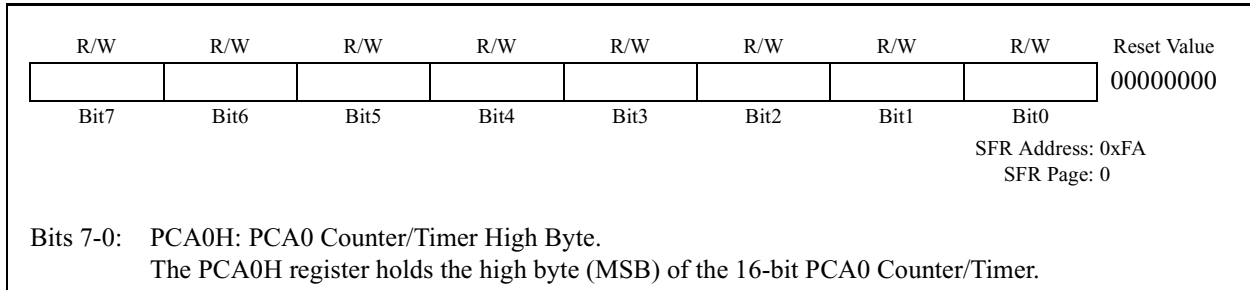 R/W R/W R/W R/W R/W R/W R/W R/W Reset Value
00000000
Bit7 Bit6 Bit5 Bit4 Bit3 Bit2 Bit1 Bit0
SFR Address: 0xFA
SFR Page: 0
Bits 7-0: PCA0H: PCA0 Counter/Timer High Byte.
The PCA0H register holds the high byte (MSB) of the 16-bit PCA0 Counter/Timer.